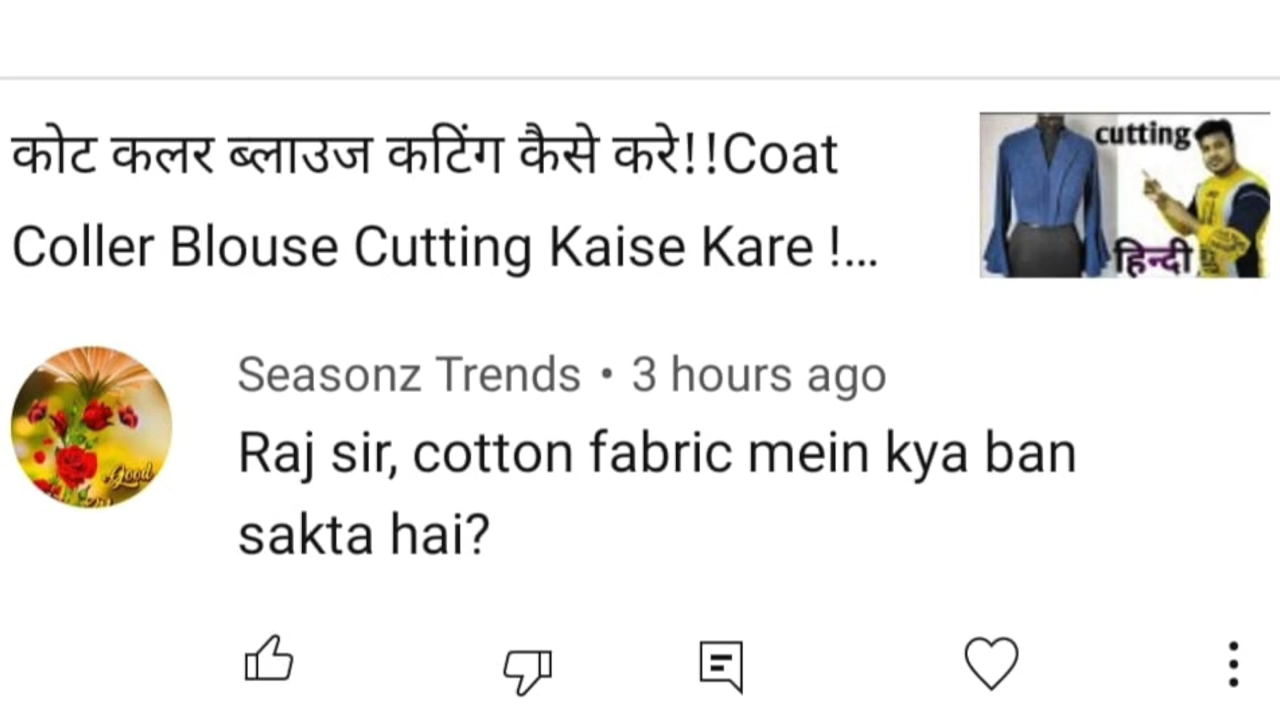 कोट कलर ब्लाउज कटिंग कैसे करे!!Coat
Coller Blouse Cutting Kaise Kare !...
cutting
हिन्दी
Seasonz Trends • 3 hours ago
Raj sir, cotton fabric mein kya ban
sakta hai?
Good